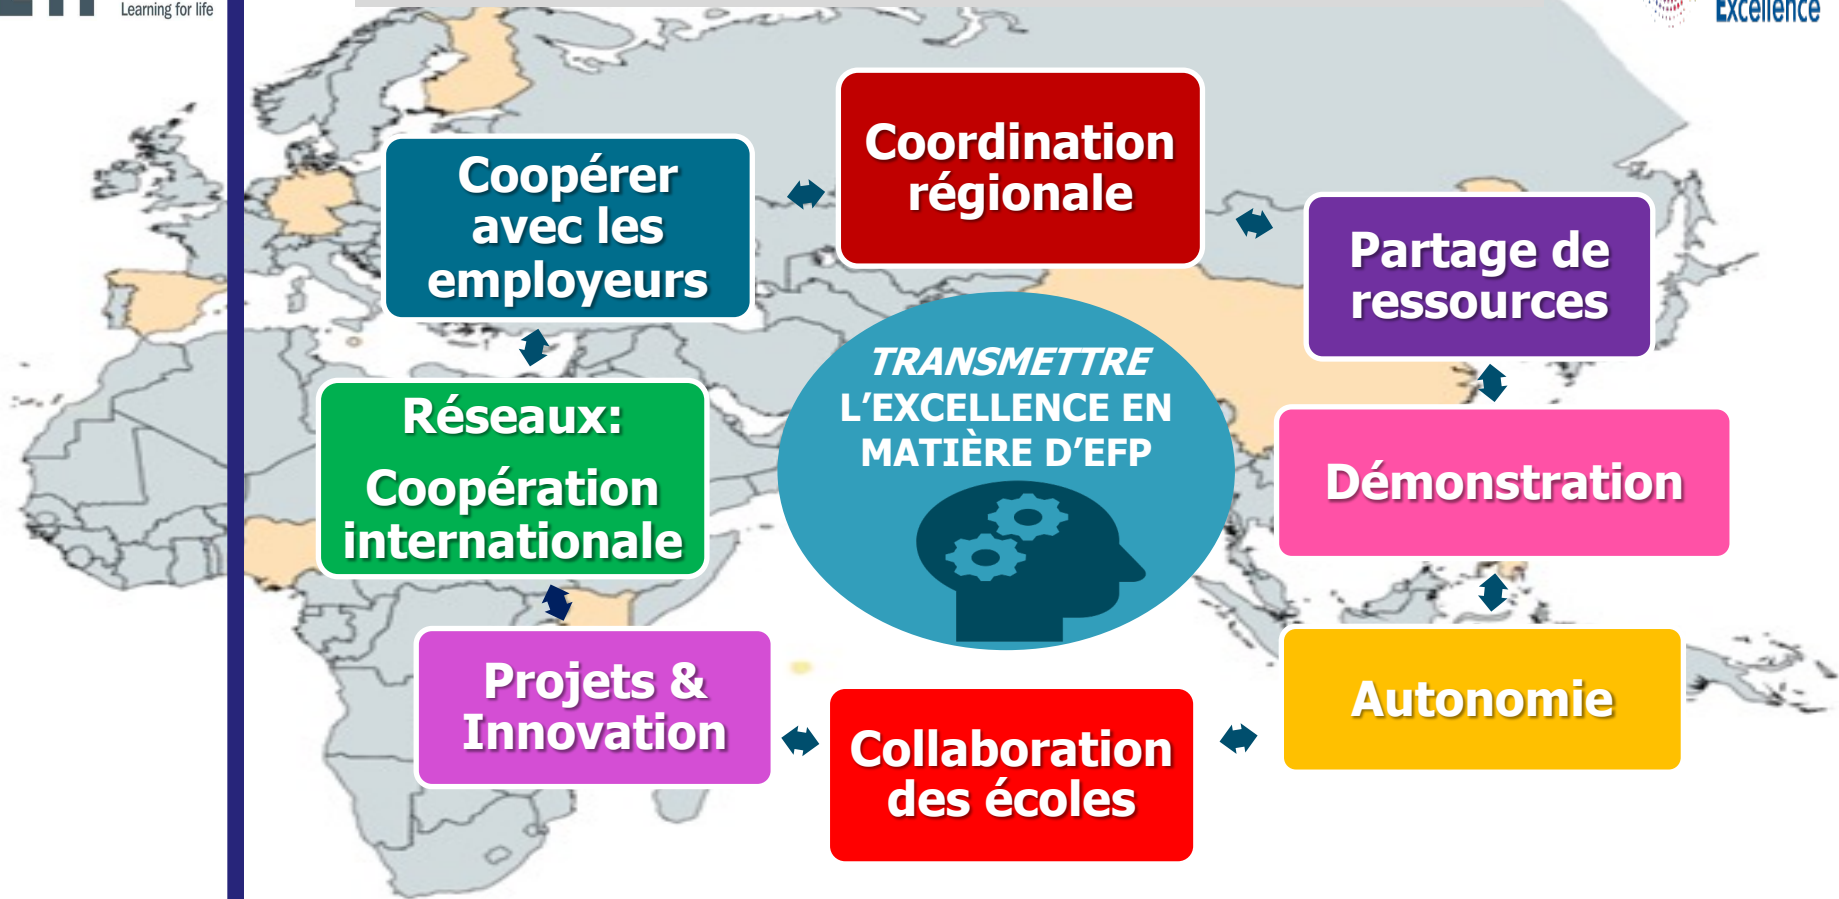 Learning for life
Excellence
Coordination
régionale
Coopérer
avec les
employeurs
Partage de
ressources
TRANSMETTRE
L’EXCELLENCE EN
MATIÈRE D’EFP
Réseaux:
Coopération
internationale
Démonstration
Projets &
Innovation
Autonomie
Collaboration
des écoles